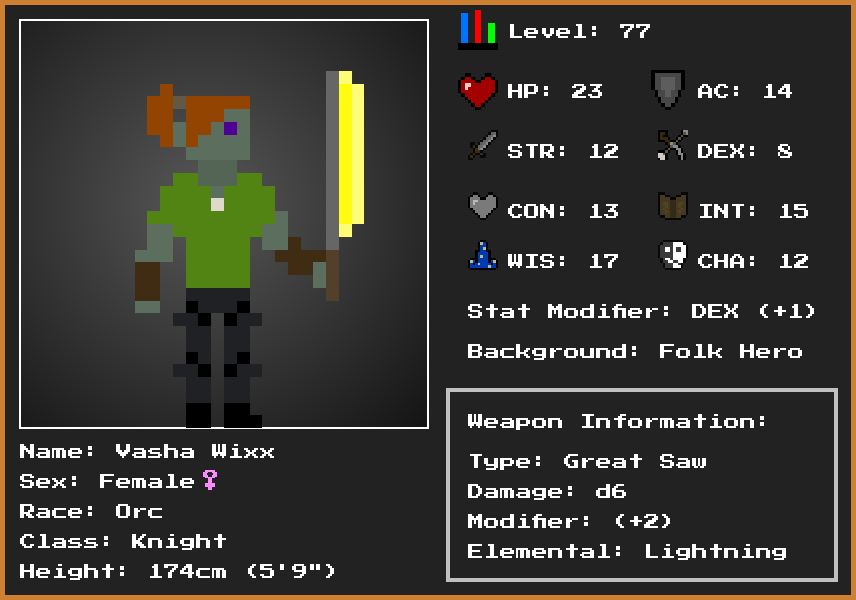 Level: 77
HP: 23 AC: 14
STR: 12 DEX: 8
CON: 13 INT: 15
WIS: 17 CHA: 12
Stat Modifier: DEX (+1)
Background: Folk Hero
Weapon Information:
Type: Great Saw
Damage: d6
Modifier: (+2)
Elemental: Lightning
Name: Vasha Wixx
Sex: Female♀
Race: Orc
Class: Knight
Height: 174cm (5'9")